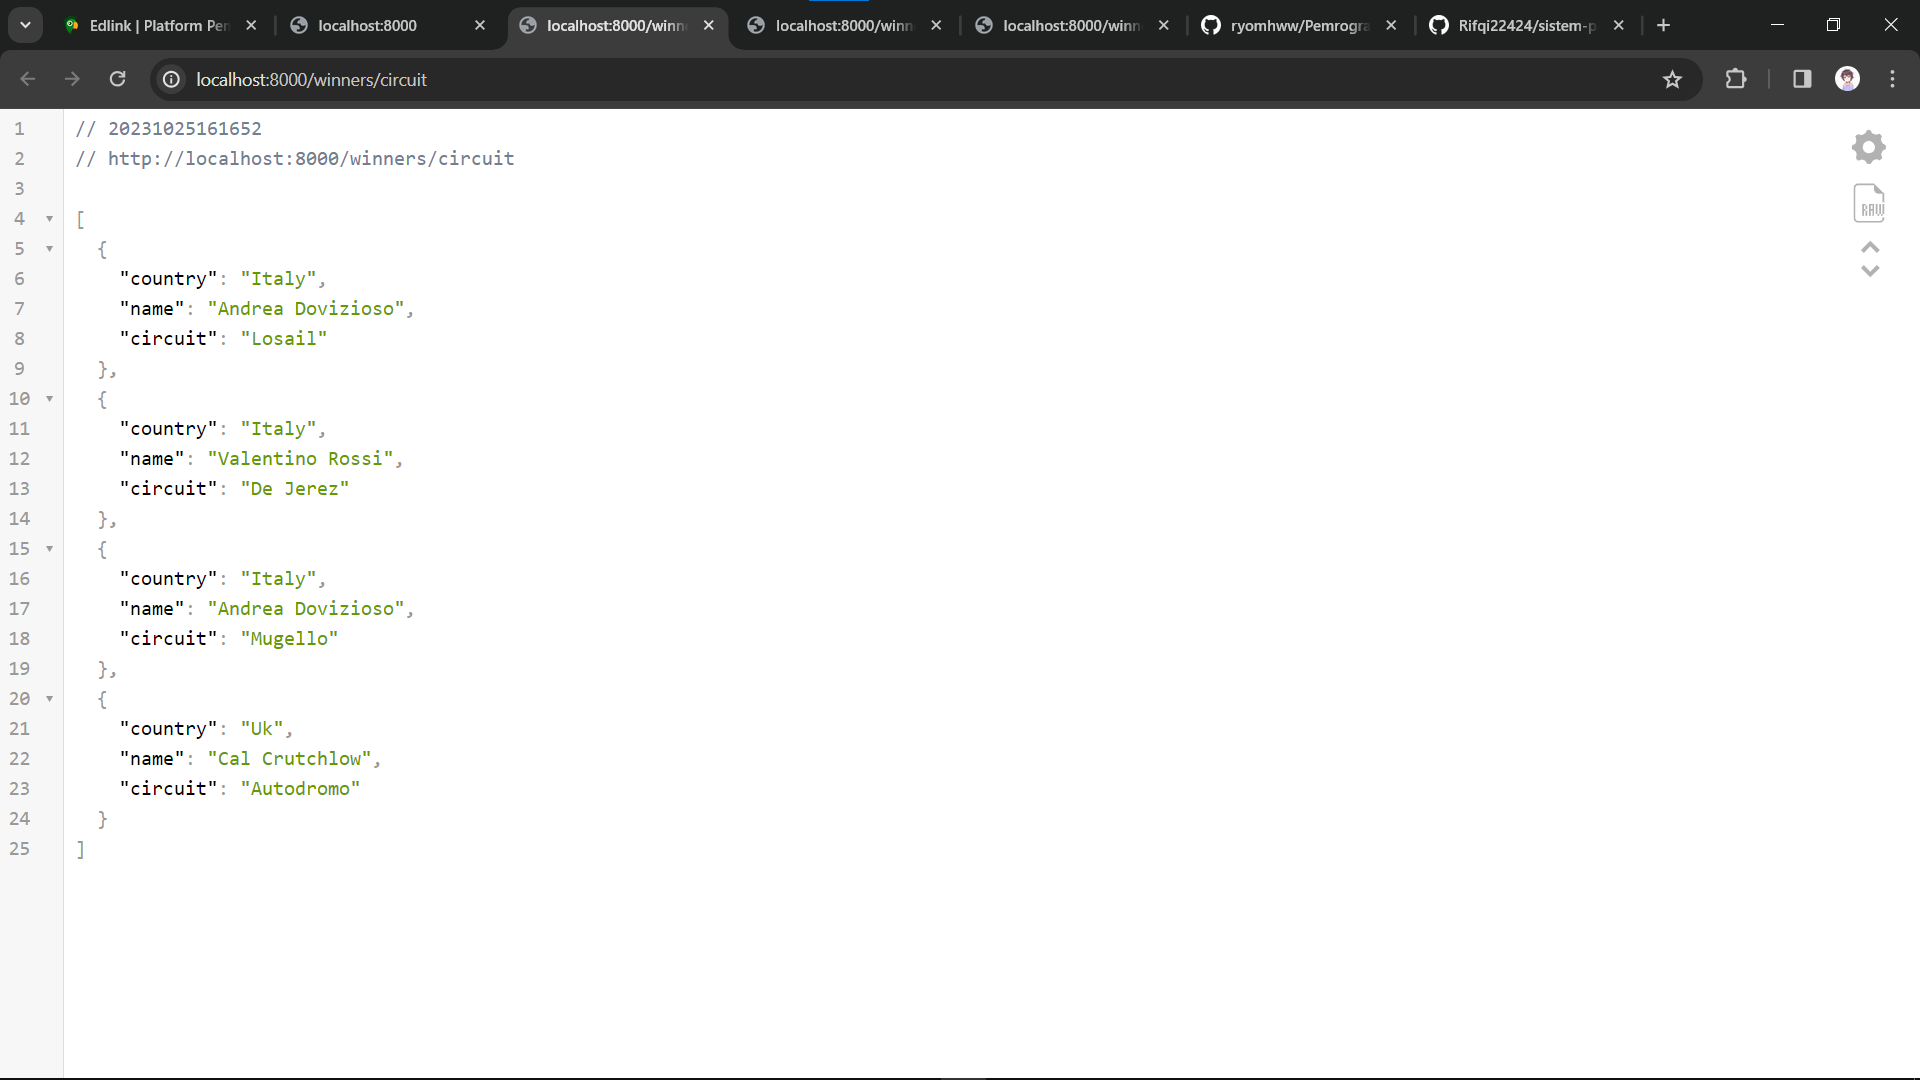 Edlink | Platform Pen
localhost:8000
localhost:8000/winn
localhost:8000/winn
localhost:8000/winn
ryomhww/Pemrogra
Rifqi22424/sistem-p
localhost:8000/winners/circuit
1 // 20231025161652
2 // http://localhost:8000/winners/circuit
3
4 [
5 {
6 "country": "Italy",
7 "name": "Andrea Dovizioso",
8 "circuit": "Losail"
9 },
10 {
11 "country": "Italy",
12 "name": "Valentino Rossi",
13 "circuit": "De Jerez"
14 },
15 {
16 "country": "Italy",
17 "name": "Andrea Dovizioso",
18 "circuit": "Mugello"
19 },
20 {
21 "country": "Uk",
22 "name": "Cal Crutchlow",
23 "circuit": "Autodromo"
24 }
25 ]
RAW